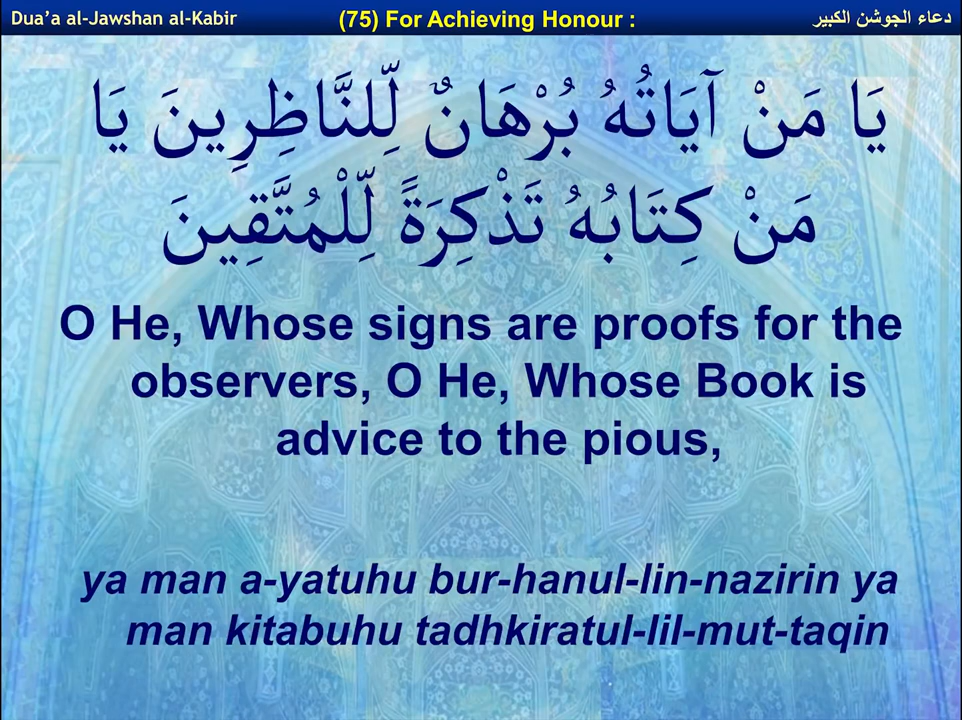 Dua'a al-Jawshan al-Kabir (75) For Achieving Honour : دعاء الجوشن الكبير
يَا مَنْ آيَاتُهُ بُرْهَانٌ لِّلنَّاظِرِينَ يَا
مَنْ كِتَابُهُ تَذْكِرَةً لِّلْمُتَّقِينَ
O He, Whose signs are proofs for the
observers, O He, Whose Book is
advice to the pious,
ya man a-yatuhu bur-hanul-lin-nazirin ya
man kitabuhu tadhkiratul-lil-mut-taqin